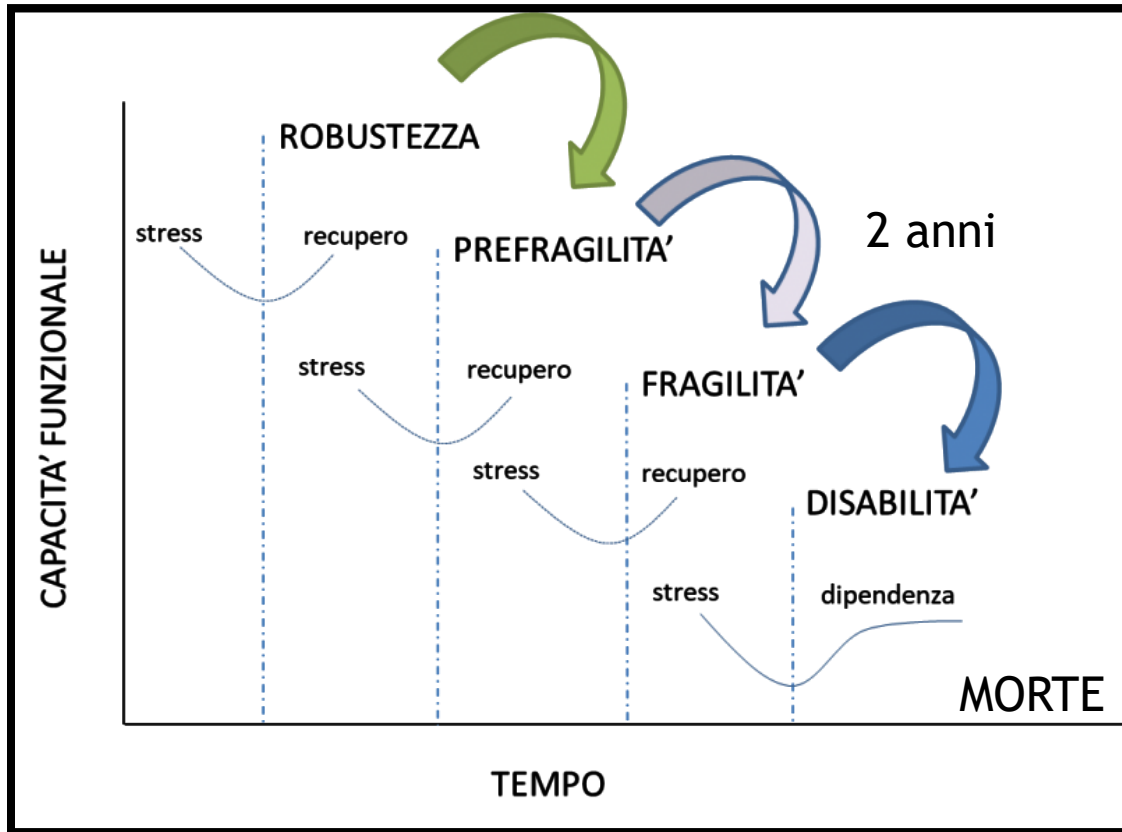 ROBUSTEZZA
stress
recupero
PREFRAGILITA’
2 anni
stress
recupero
FRAGILITA’
stress
recupero
DISABILITA’
stress
dipendenza
MORTE
CAPACITA’ FUNZIONALE
TEMPO